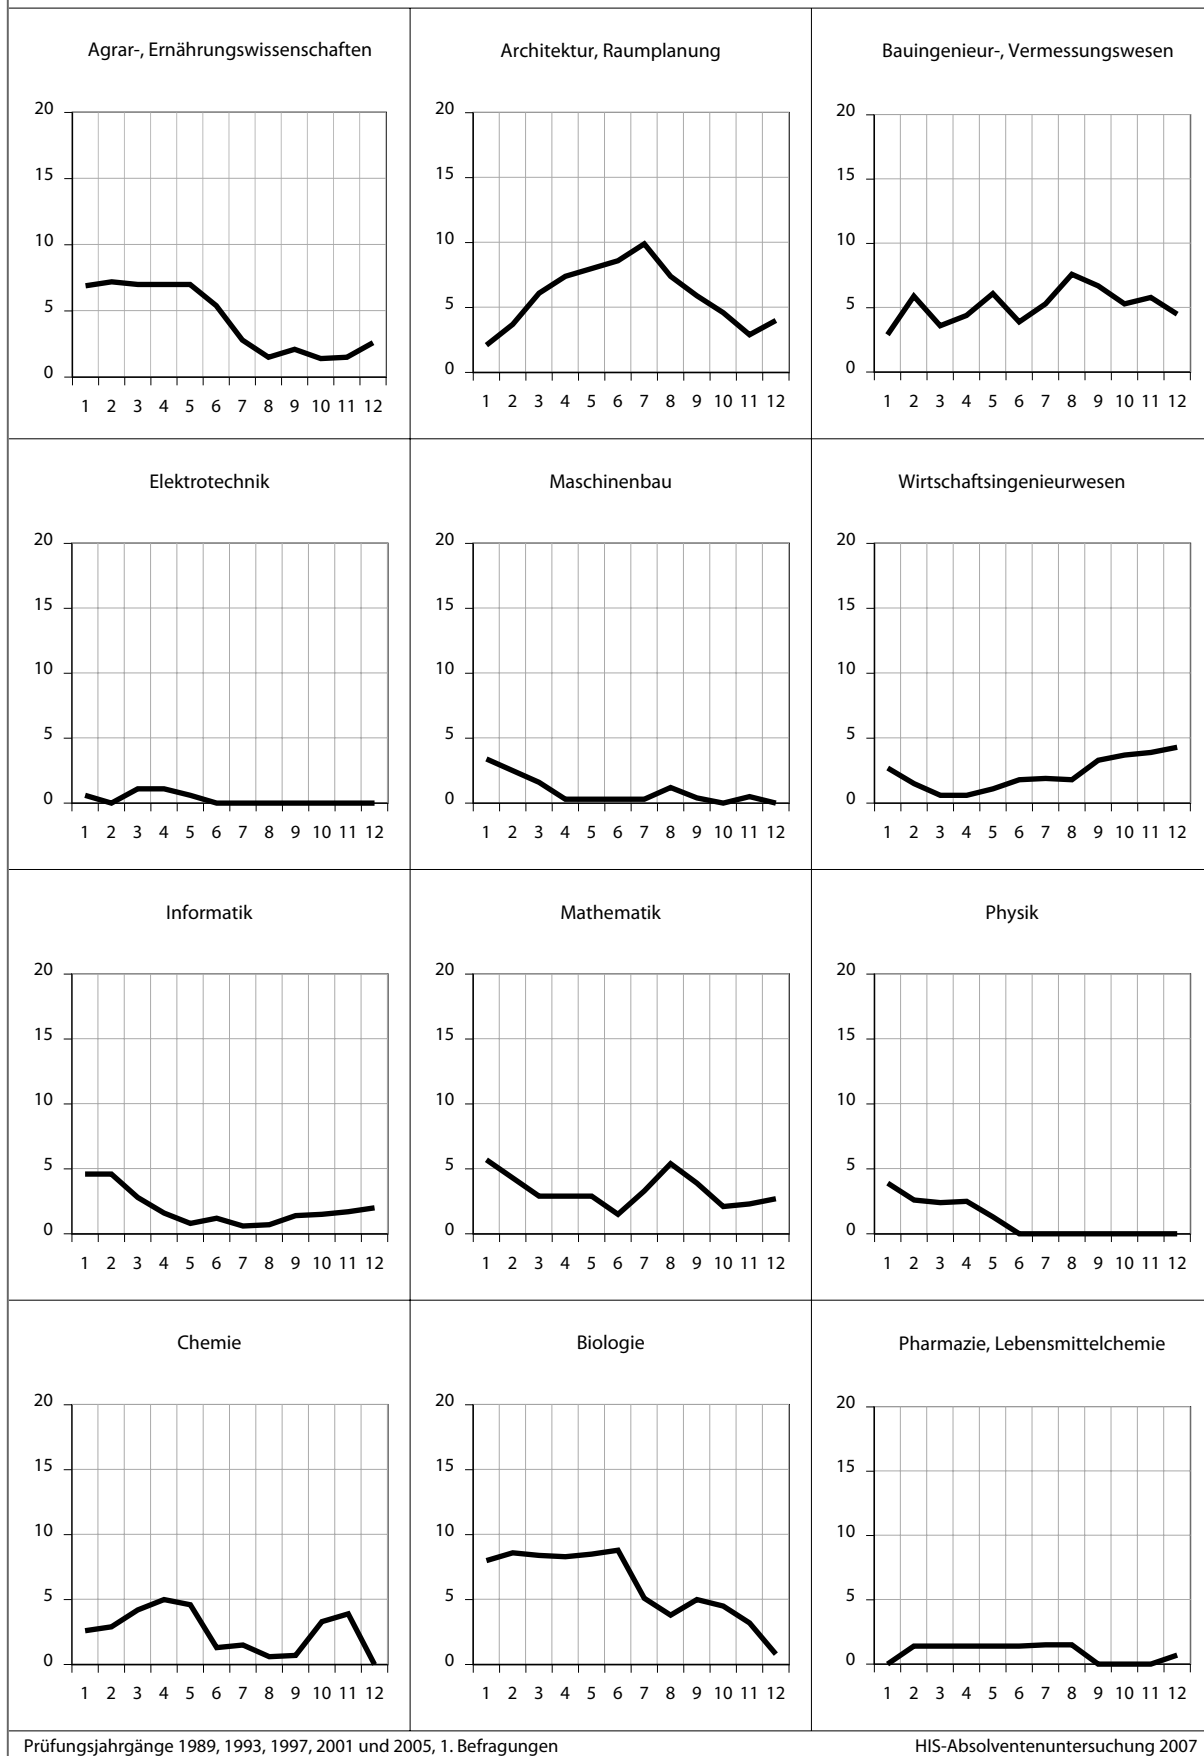 Agrar-, Ernährungswissenschaften
20
15
10
5
0
1 2 3 4 5 6 7 8 9 10 11 12
Architektur, Raumplanung
20
15
10
5
0
1 2 3 4 5 6 7 8 9 10 11 12
Bauingenieur-, Vermessungswesen
20
15
10
5
0
1 2 3 4 5 6 7 8 9 10 11 12
Elektrotechnik
20
15
10
5
0
1 2 3 4 5 6 7 8 9 10 11 12
Maschinenbau
20
15
10
5
0
1 2 3 4 5 6 7 8 9 10 11 12
Wirtschaftsingenieurwesen
20
15
10
5
0
1 2 3 4 5 6 7 8 9 10 11 12
Informatik
20
15
10
5
0
1 2 3 4 5 6 7 8 9 10 11 12
Mathematik
20
15
10
5
0
1 2 3 4 5 6 7 8 9 10 11 12
Physik
20
15
10
5
0
1 2 3 4 5 6 7 8 9 10 11 12
Chemie
20
15
10
5
0
1 2 3 4 5 6 7 8 9 10 11 12
Biologie
20
15
10
5
0
1 2 3 4 5 6 7 8 9 10 11 12
Pharmazie, Lebensmittelchemie
20
15
10
5
0
1 2 3 4 5 6 7 8 9 10 11 12
Prüfungsjahrgänge 1989, 1993, 1997, 2001 und 2005, 1. Befragungen
HIS-Absolventenuntersuchung 2007